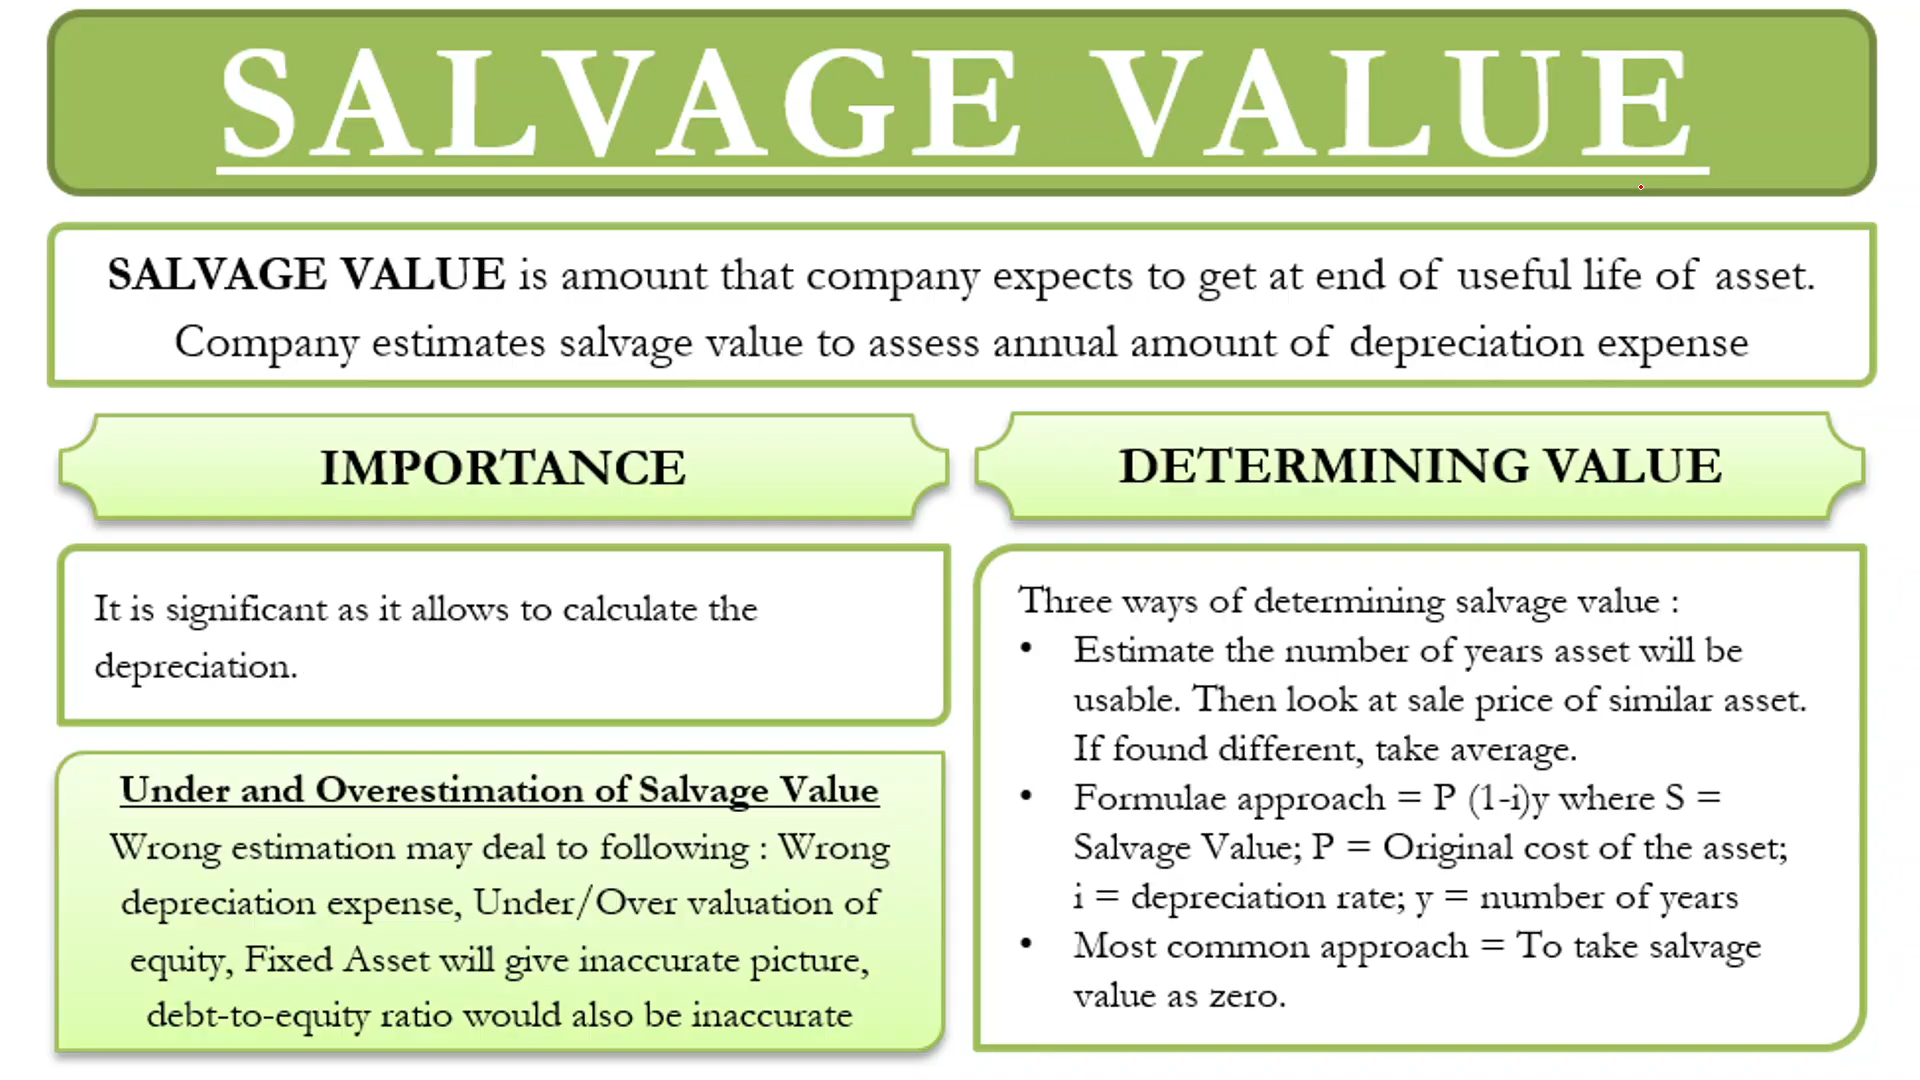 SALVAGE VALUE
SALVAGE VALUE is amount that company expects to get at end of useful life of asset.
Company estimates salvage value to assess annual amount of depreciation expense
IMPORTANCE
It is significant as it allows to calculate the
depreciation.
Under and Overestimation of Salvage Value
Wrong estimation may deal to following : Wrong
depreciation expense, Under/Over valuation of
equity, Fixed Asset will give inaccurate picture,
debt-to-equity ratio would also be inaccurate
DETERMINING VALUE
Three ways of determining salvage value :
• Estimate the number of years asset will be
usable. Then look at sale price of similar asset.
If found different, take average.
• Formulae approach = P (1-i)y where S =
Salvage Value; P = Original cost of the asset;
i = depreciation rate; y = number of years
• Most common approach = To take salvage
value as zero.